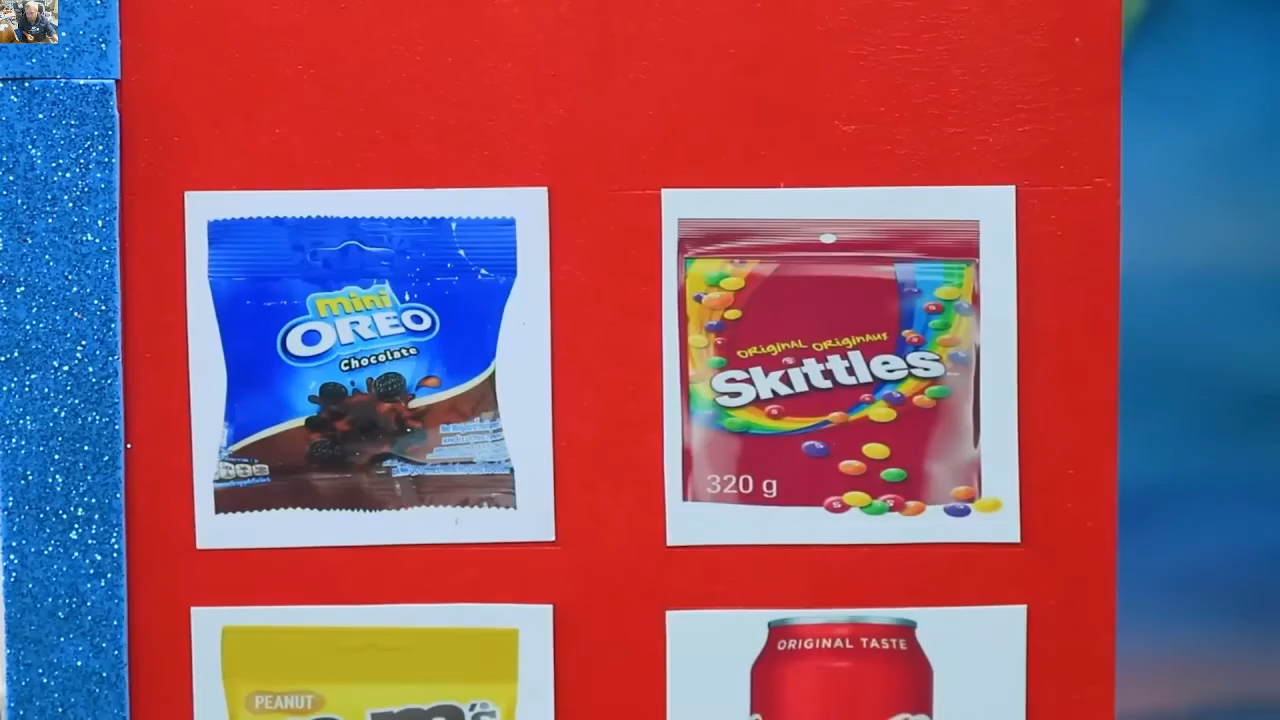 mini
OREO
Chocolate
ORIGINAL ORIGINAUX
Skittles
320 g
PEANUT
m's
ORIGINAL TASTE